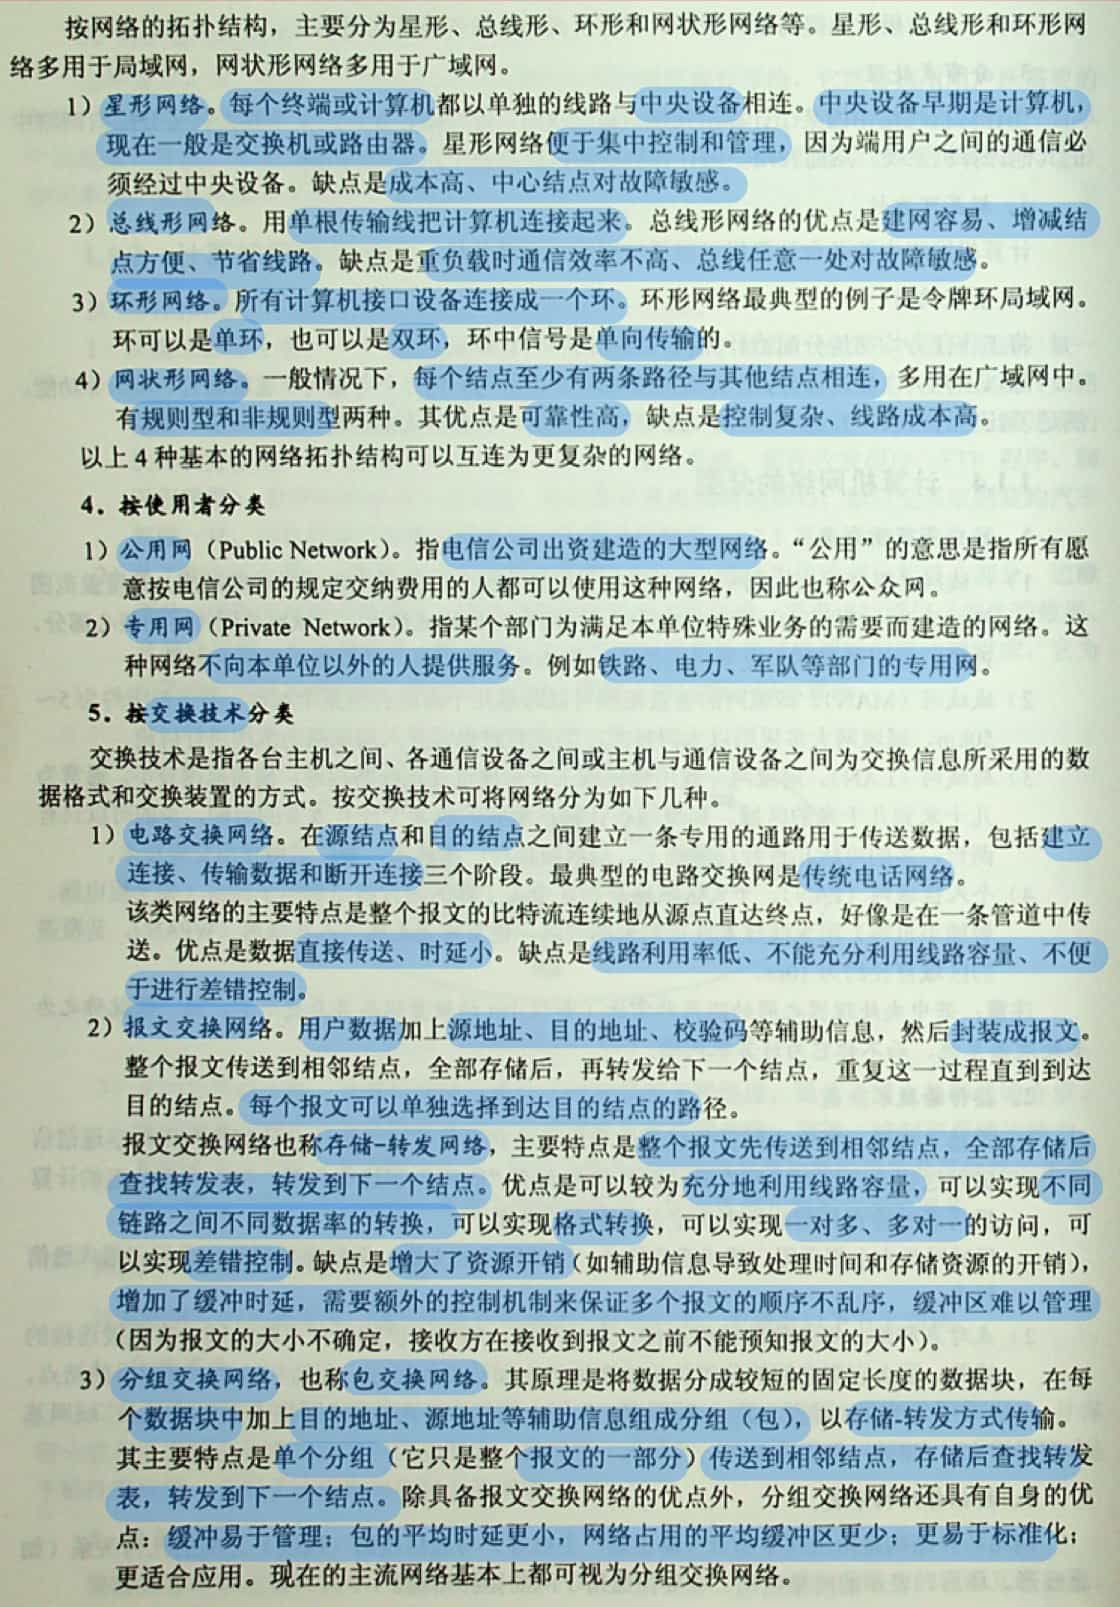 按网络的拓扑结构，主要分为星形、总线形、环形和网状形网络等。星形、总线形和环形网
络多用于局域网，网状形网络多用于广域网。
1）星形网络。每个终端或计算机都以单独的线路与中央设备相连。中央设备早期是计算机，
现在一般是交换机或路由器。星形网络便于集中控制和管理，因为端用户之间的通信必
须经过中央设备。缺点是成本高、中心结点对故障敏感。
2）总线形网络。用单根传输线把计算机连接起来。总线形网络的优点是建网容易、增减结
点方便、节省线路。缺点是重负载时通信效率不高、总线任意一处对故障敏感。
3）环形网络。所有计算机接口设备连接成一个环。环形网络最典型的例子是令牌环局域网。
环可以是单环，也可以是双环，环中信号是单向传输的。
4）网状形网络。一般情况下，每个结点至少有两条路径与其他结点相连，多用在广域网中。
有规则型和非规则型两种。其优点是可靠性高，缺点是控制复杂、线路成本高。
以上 4 种基本的网络拓扑结构可以互连为更复杂的网络。
4．按使用者分类
1）公用网（Public Network）。指电信公司出资建造的大型网络。“公用”的意思是指所有愿
意按电信公司的规定交纳费用的人都可以使用这种网络，因此也称公众网。
2）专用网（Private Network）。指某个部门为满足本单位特殊业务的需要而建造的网络。这
种网络不向本单位以外的人提供服务。例如铁路、电力、军队等部门的专用网。
5．按交换技术分类
交换技术是指各台主机之间、各通信设备之间或主机与通信设备之间为交换信息所采用的数
据格式和交换装置的方式。按交换技术可将网络分为如下几种。
1）电路交换网络。在源结点和目的结点之间建立一条专用的通路用于传送数据，包括建立
连接、传输数据和断开连接三个阶段。最典型的电路交换网是传统电话网络。
该类网络的主要特点是整个报文的比特流连续地从源点直达终点，好像是在一条管道中传
送。优点是数据直接传送、时延小。缺点是线路利用率低、不能充分利用线路容量、不便
于进行差错控制。
2）报文交换网络。用户数据加上源地址、目的地址、校验码等辅助信息，然后封装成报文。
整个报文传送到相邻结点，全部存储后，再转发给下一个结点，重复这一过程直到到达
目的结点。每个报文可以单独选择到达目的结点的路径。
报文交换网络也称存储-转发网络，主要特点是整个报文先传送到相邻结点，全部存储后
查找转发表，转发到下一个结点。优点是可以较为充分地利用线路容量，可以实现不同
链路之间不同数据率的转换，可以实现格式转换，可以实现一对多、多对一的访问，可
以实现差错控制。缺点是增大了资源开销（如辅助信息导致处理时间和存储资源的开销），
增加了缓冲时延，需要额外的控制机制来保证多个报文的顺序不乱序，缓冲区难以管理
（因为报文的大小不确定，接收方在接收到报文之前不能预知报文的大小）。
3）分组交换网络，也称包交换网络。其原理是将数据分成较短的固定长度的数据块，在每
个数据块中加上目的地址、源地址等辅助信息组成分组（包），以存储-转发方式传输。
其主要特点是单个分组（它只是整个报文的一部分）传送到相邻结点，存储后查找转发
表，转发到下一个结点。除具备报文交换网络的优点外，分组交换网络还具有自身的优
点：缓冲易于管理；包的平均时延更小，网络占用的平均缓冲区更少；更易于标准化；
更适合应用。现在的主流网络基本上都可视为分组交换网络。